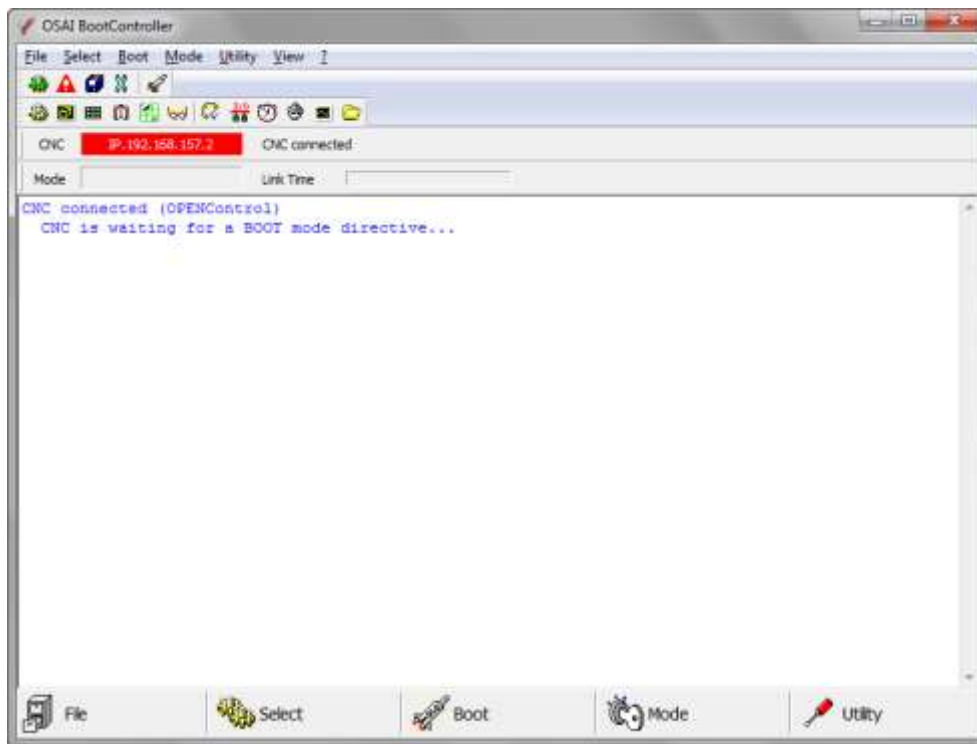 OSAI BootController
File Select Boot Mode Utility View ?
CNC IP.192.168.157.2 CNC connected
Mode Link Time
CNC connected (OPENControl)
CNC is waiting for a BOOT mode directive...
File Select Boot Mode Utility